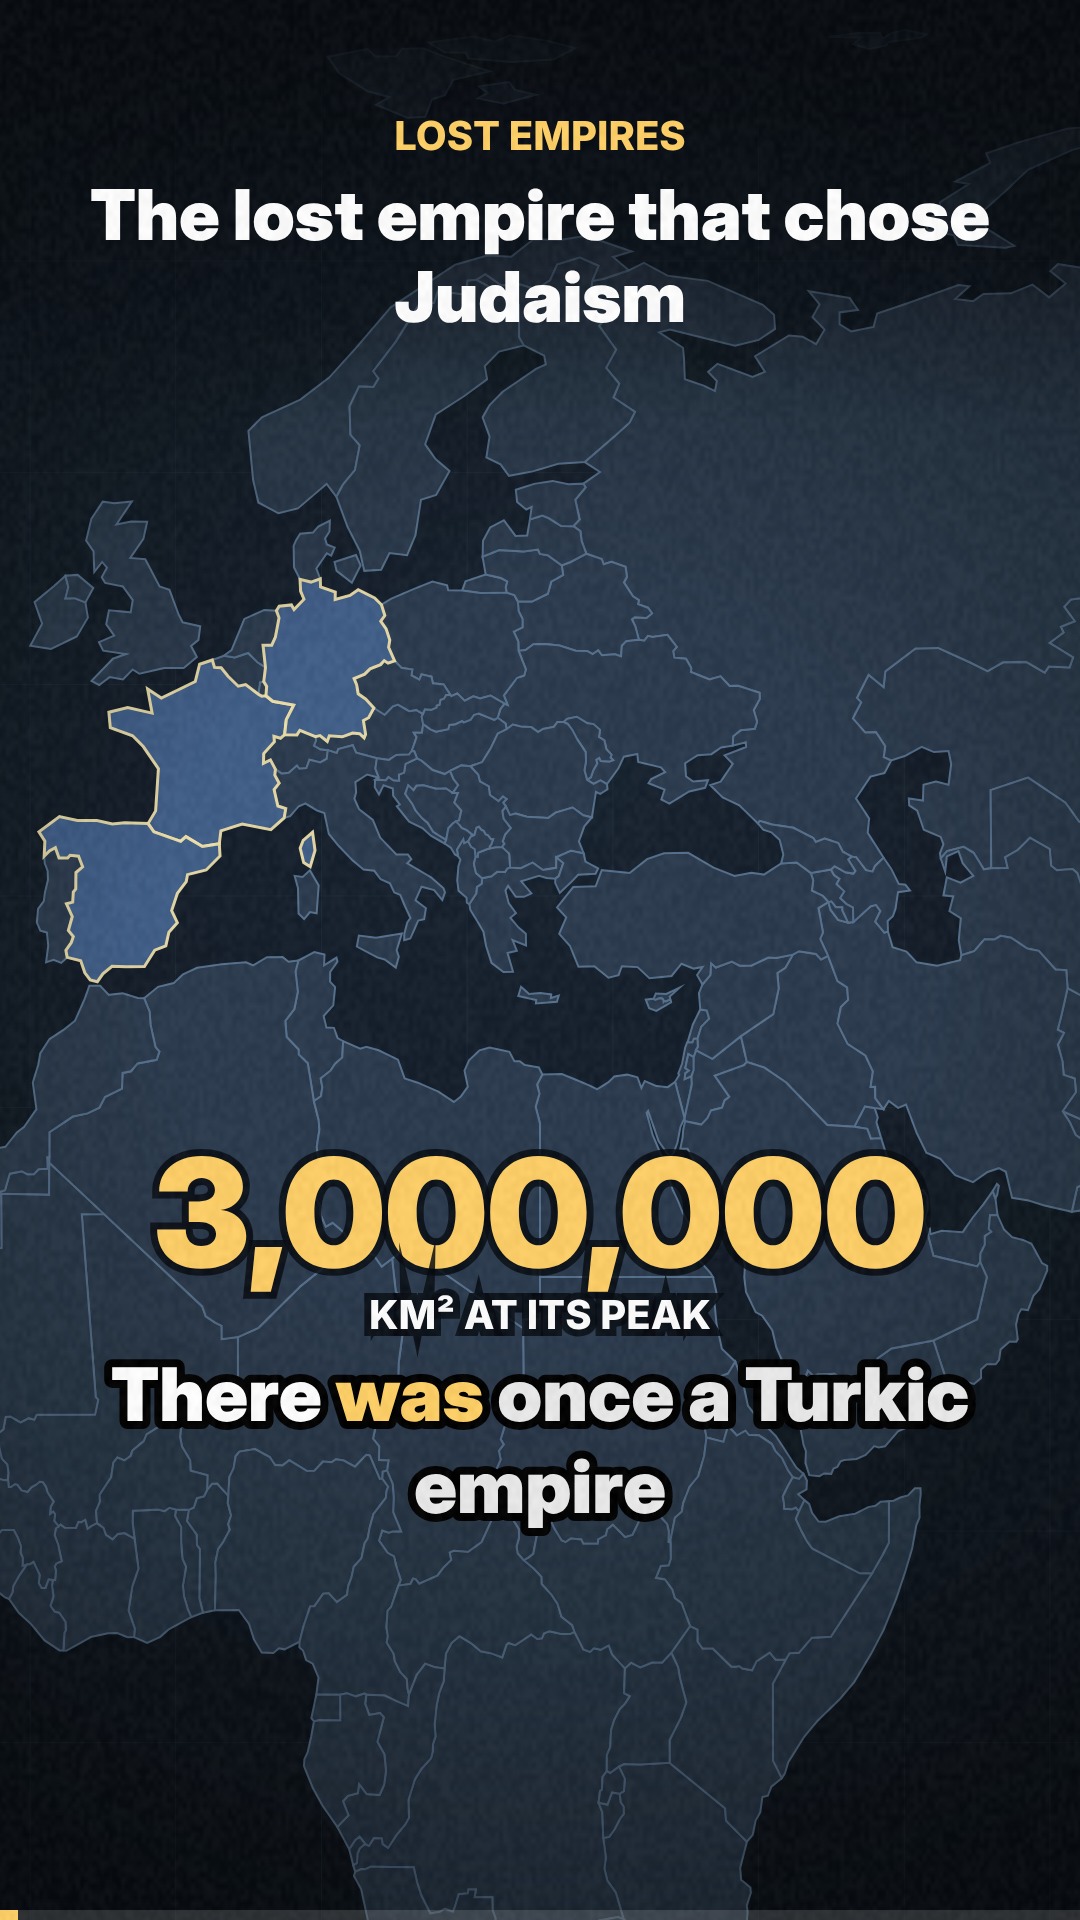 LOST EMPIRES
The lost empire that chose
Judaism
3,000,000
KM² AT ITS PEAK
There was once a Turkic
empire